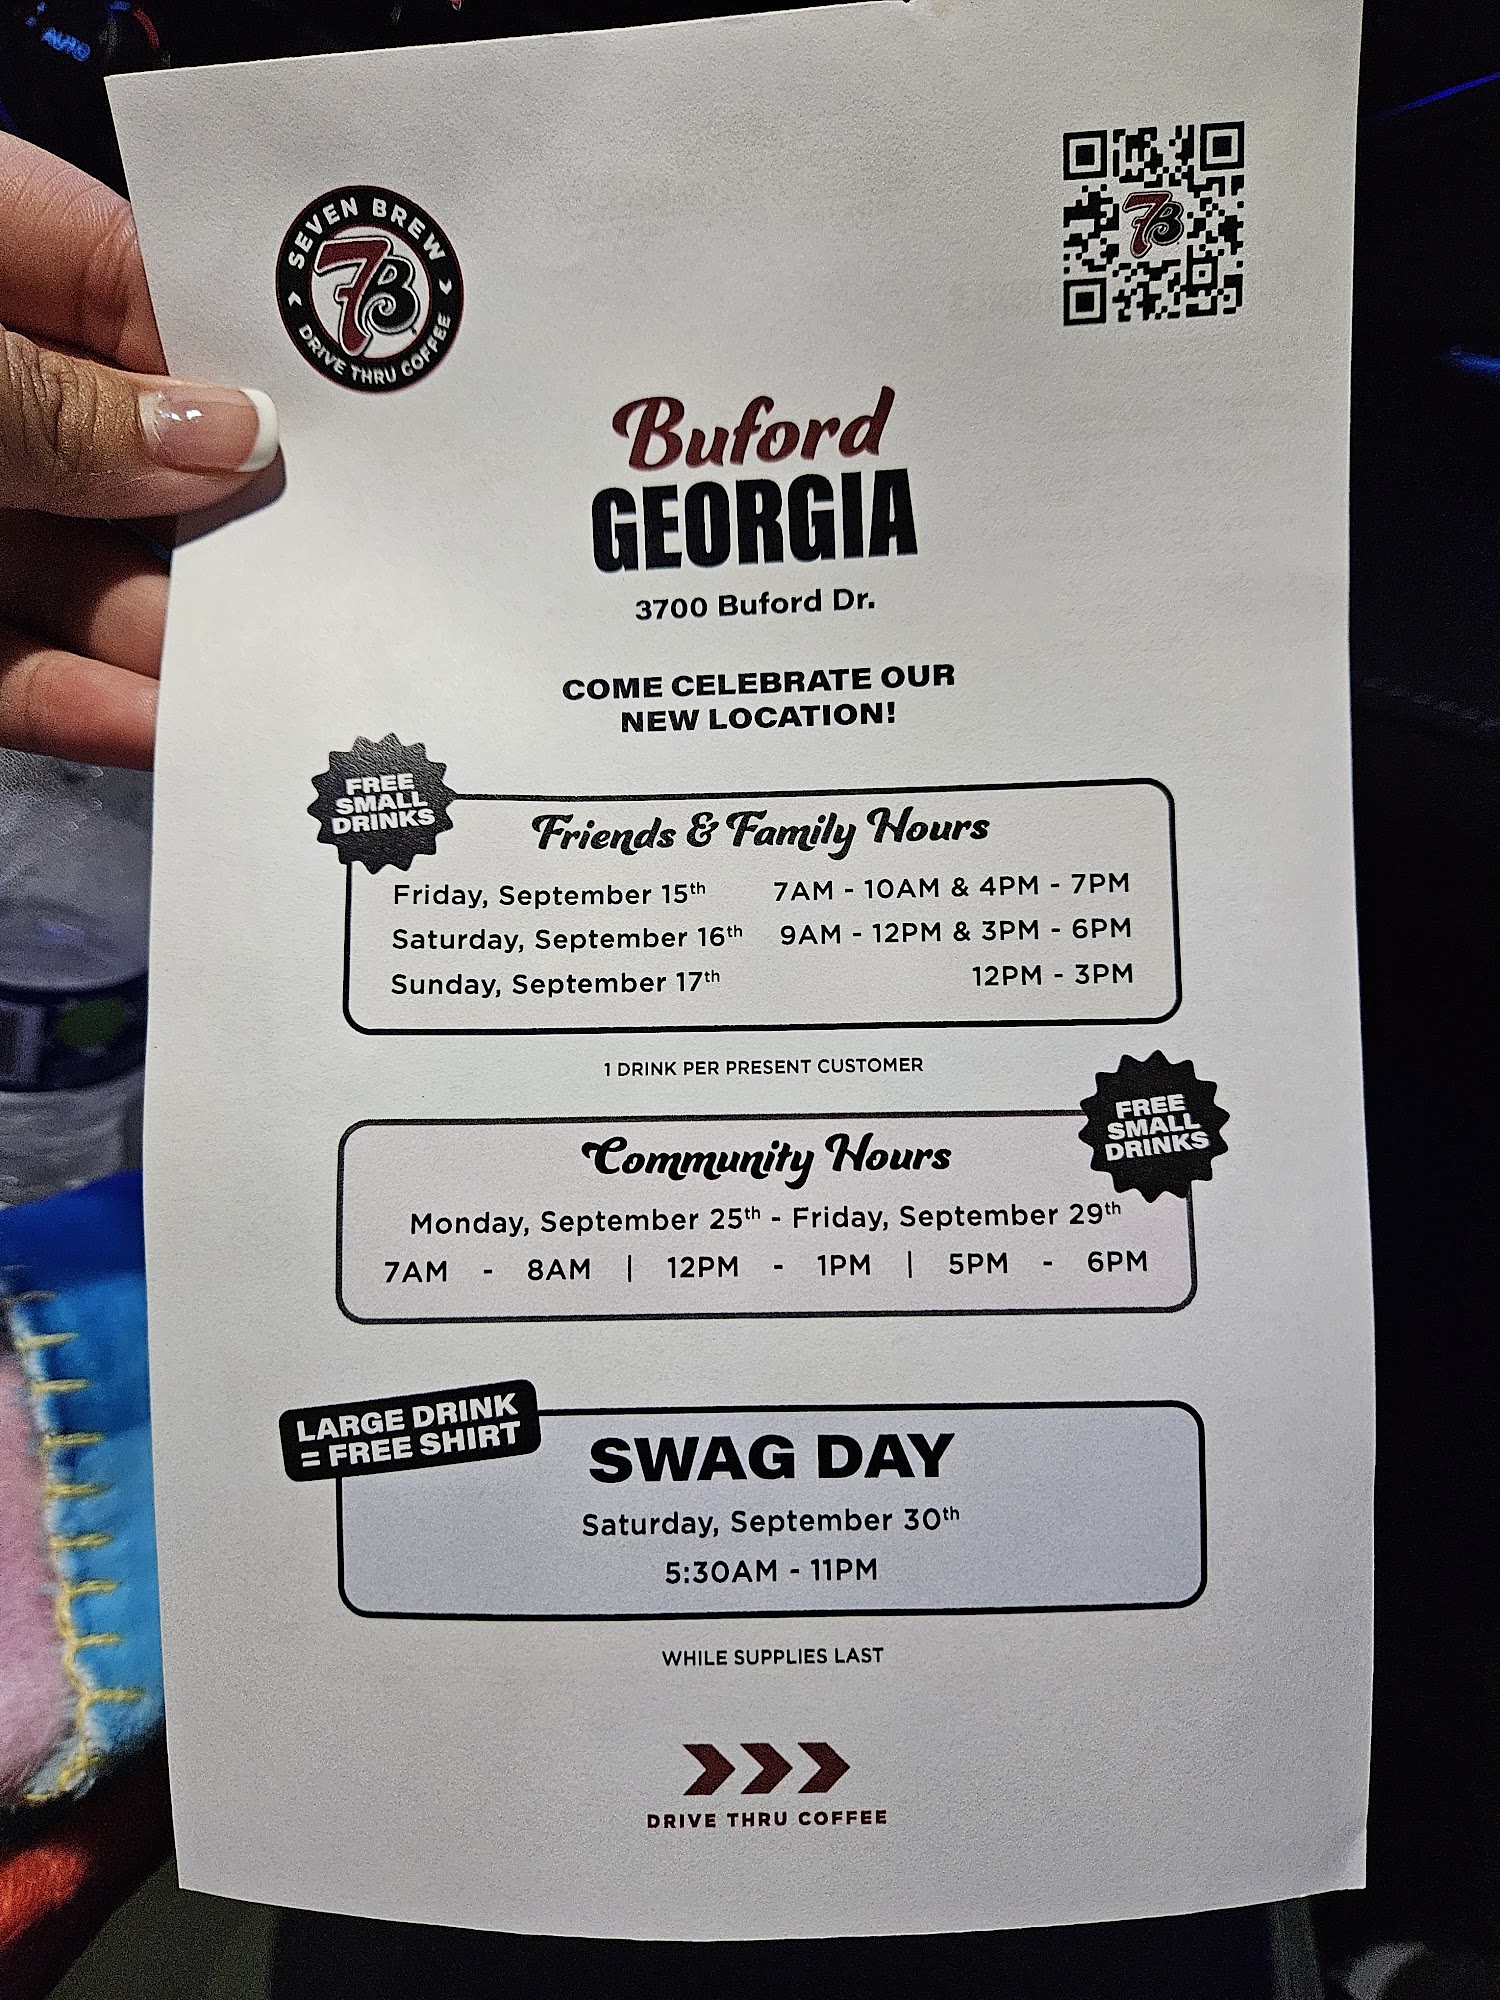 AUTO
SEVEN BREW
7B
DRIVE THRU COFFEE
7B
Buford
GEORGIA
3700 Buford Dr.
COME CELEBRATE OUR
NEW LOCATION!
FREE
SMALL
DRINKS
Friends & Family Hours
Friday, September 15th 7AM - 10AM & 4PM - 7PM
Saturday, September 16th 9AM - 12PM & 3PM - 6PM
Sunday, September 17th 12PM - 3PM
1 DRINK PER PRESENT CUSTOMER
FREE
SMALL
DRINKS
Community Hours
Monday, September 25th - Friday, September 29th
7AM - 8AM | 12PM - 1PM | 5PM - 6PM
LARGE DRINK
= FREE SHIRT
SWAG DAY
Saturday, September 30th
5:30AM - 11PM
WHILE SUPPLIES LAST
DRIVE THRU COFFEE